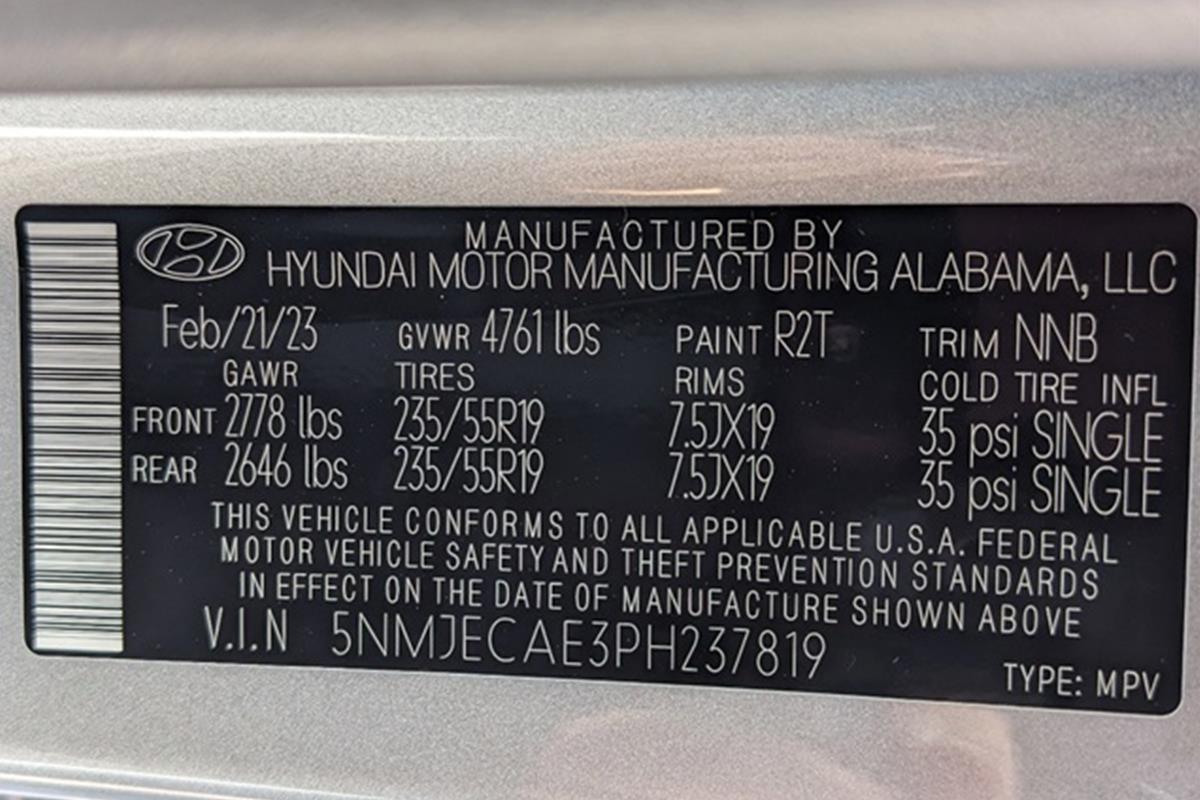 MANUFACTURED BY
HYUNDAI MOTOR MANUFACTURING ALABAMA, LLC
Feb/21/23 GVWR 4761 lbs PAINT R2T TRIM NNB
GAWR TIRES RIMS COLD TIRE INFL
FRONT 2778 lbs 235/55R19 7.5JX19 35 psi SINGLE
REAR 2646 lbs 235/55R19 7.5JX19 35 psi SINGLE
THIS VEHICLE CONFORMS TO ALL APPLICABLE U.S.A. FEDERAL
MOTOR VEHICLE SAFETY AND THEFT PREVENTION STANDARDS
IN EFFECT ON THE DATE OF MANUFACTURE SHOWN ABOVE
V.I.N 5NMJECAE3PH237819
TYPE: MPV